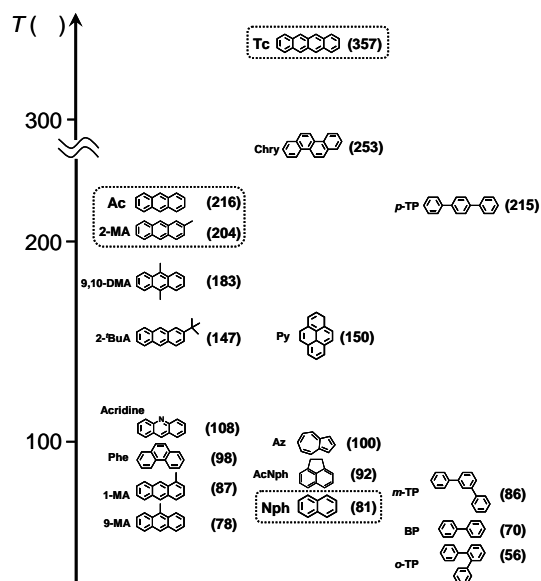 T ( )
Tc (357)
300
Chry (253)
Ac (216)
p-TP (215)
2-MA (204)
200
9,10-DMA (183)
2-tBuA (147)
Py (150)
Acridine
N
(108)
100
Az (100)
Phe (98)
AcNph (92)
1-MA (87)
m-TP (86)
Nph (81)
9-MA (78)
BP (70)
o-TP (56)